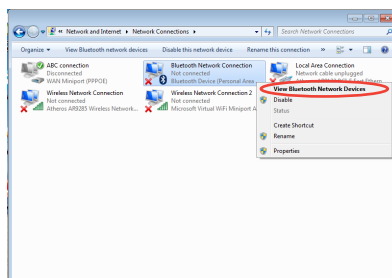 « Network and Internet ▸ Network Connections ▸
Search Network Connections
Organize ▾ View Bluetooth network devices Disable this network device Rename this connection »
ABC connection
Disconnected
WAN Miniport (PPPOE)
Bluetooth Network Connection
Not connected
Bluetooth Device (Personal Area
Local Area Connection
Network cable unplugged
Wireless Network Connection
Not connected
Atheros AR9285 Wireless Network...
Wireless Network Connection 2
Not connected
Microsoft Virtual WiFi Miniport A
View Bluetooth Network Devices
Disable
Status
Create Shortcut
Rename
Properties